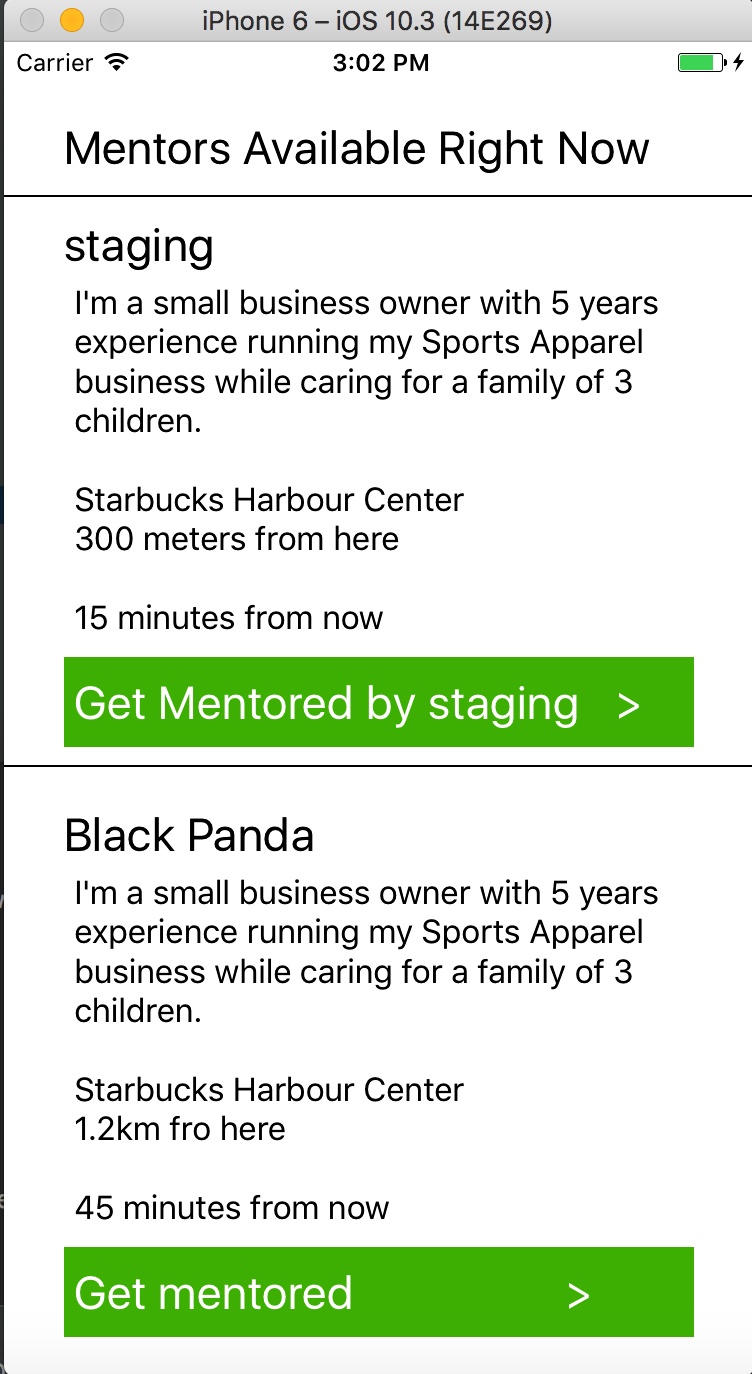 iPhone 6 – iOS 10.3 (14E269)
Carrier 3:02 PM
Mentors Available Right Now
staging
I'm a small business owner with 5 years
experience running my Sports Apparel
business while caring for a family of 3
children.
Starbucks Harbour Center
300 meters from here
15 minutes from now
Get Mentored by staging >
Black Panda
I'm a small business owner with 5 years
experience running my Sports Apparel
business while caring for a family of 3
children.
Starbucks Harbour Center
1.2km fro here
45 minutes from now
Get mentored >